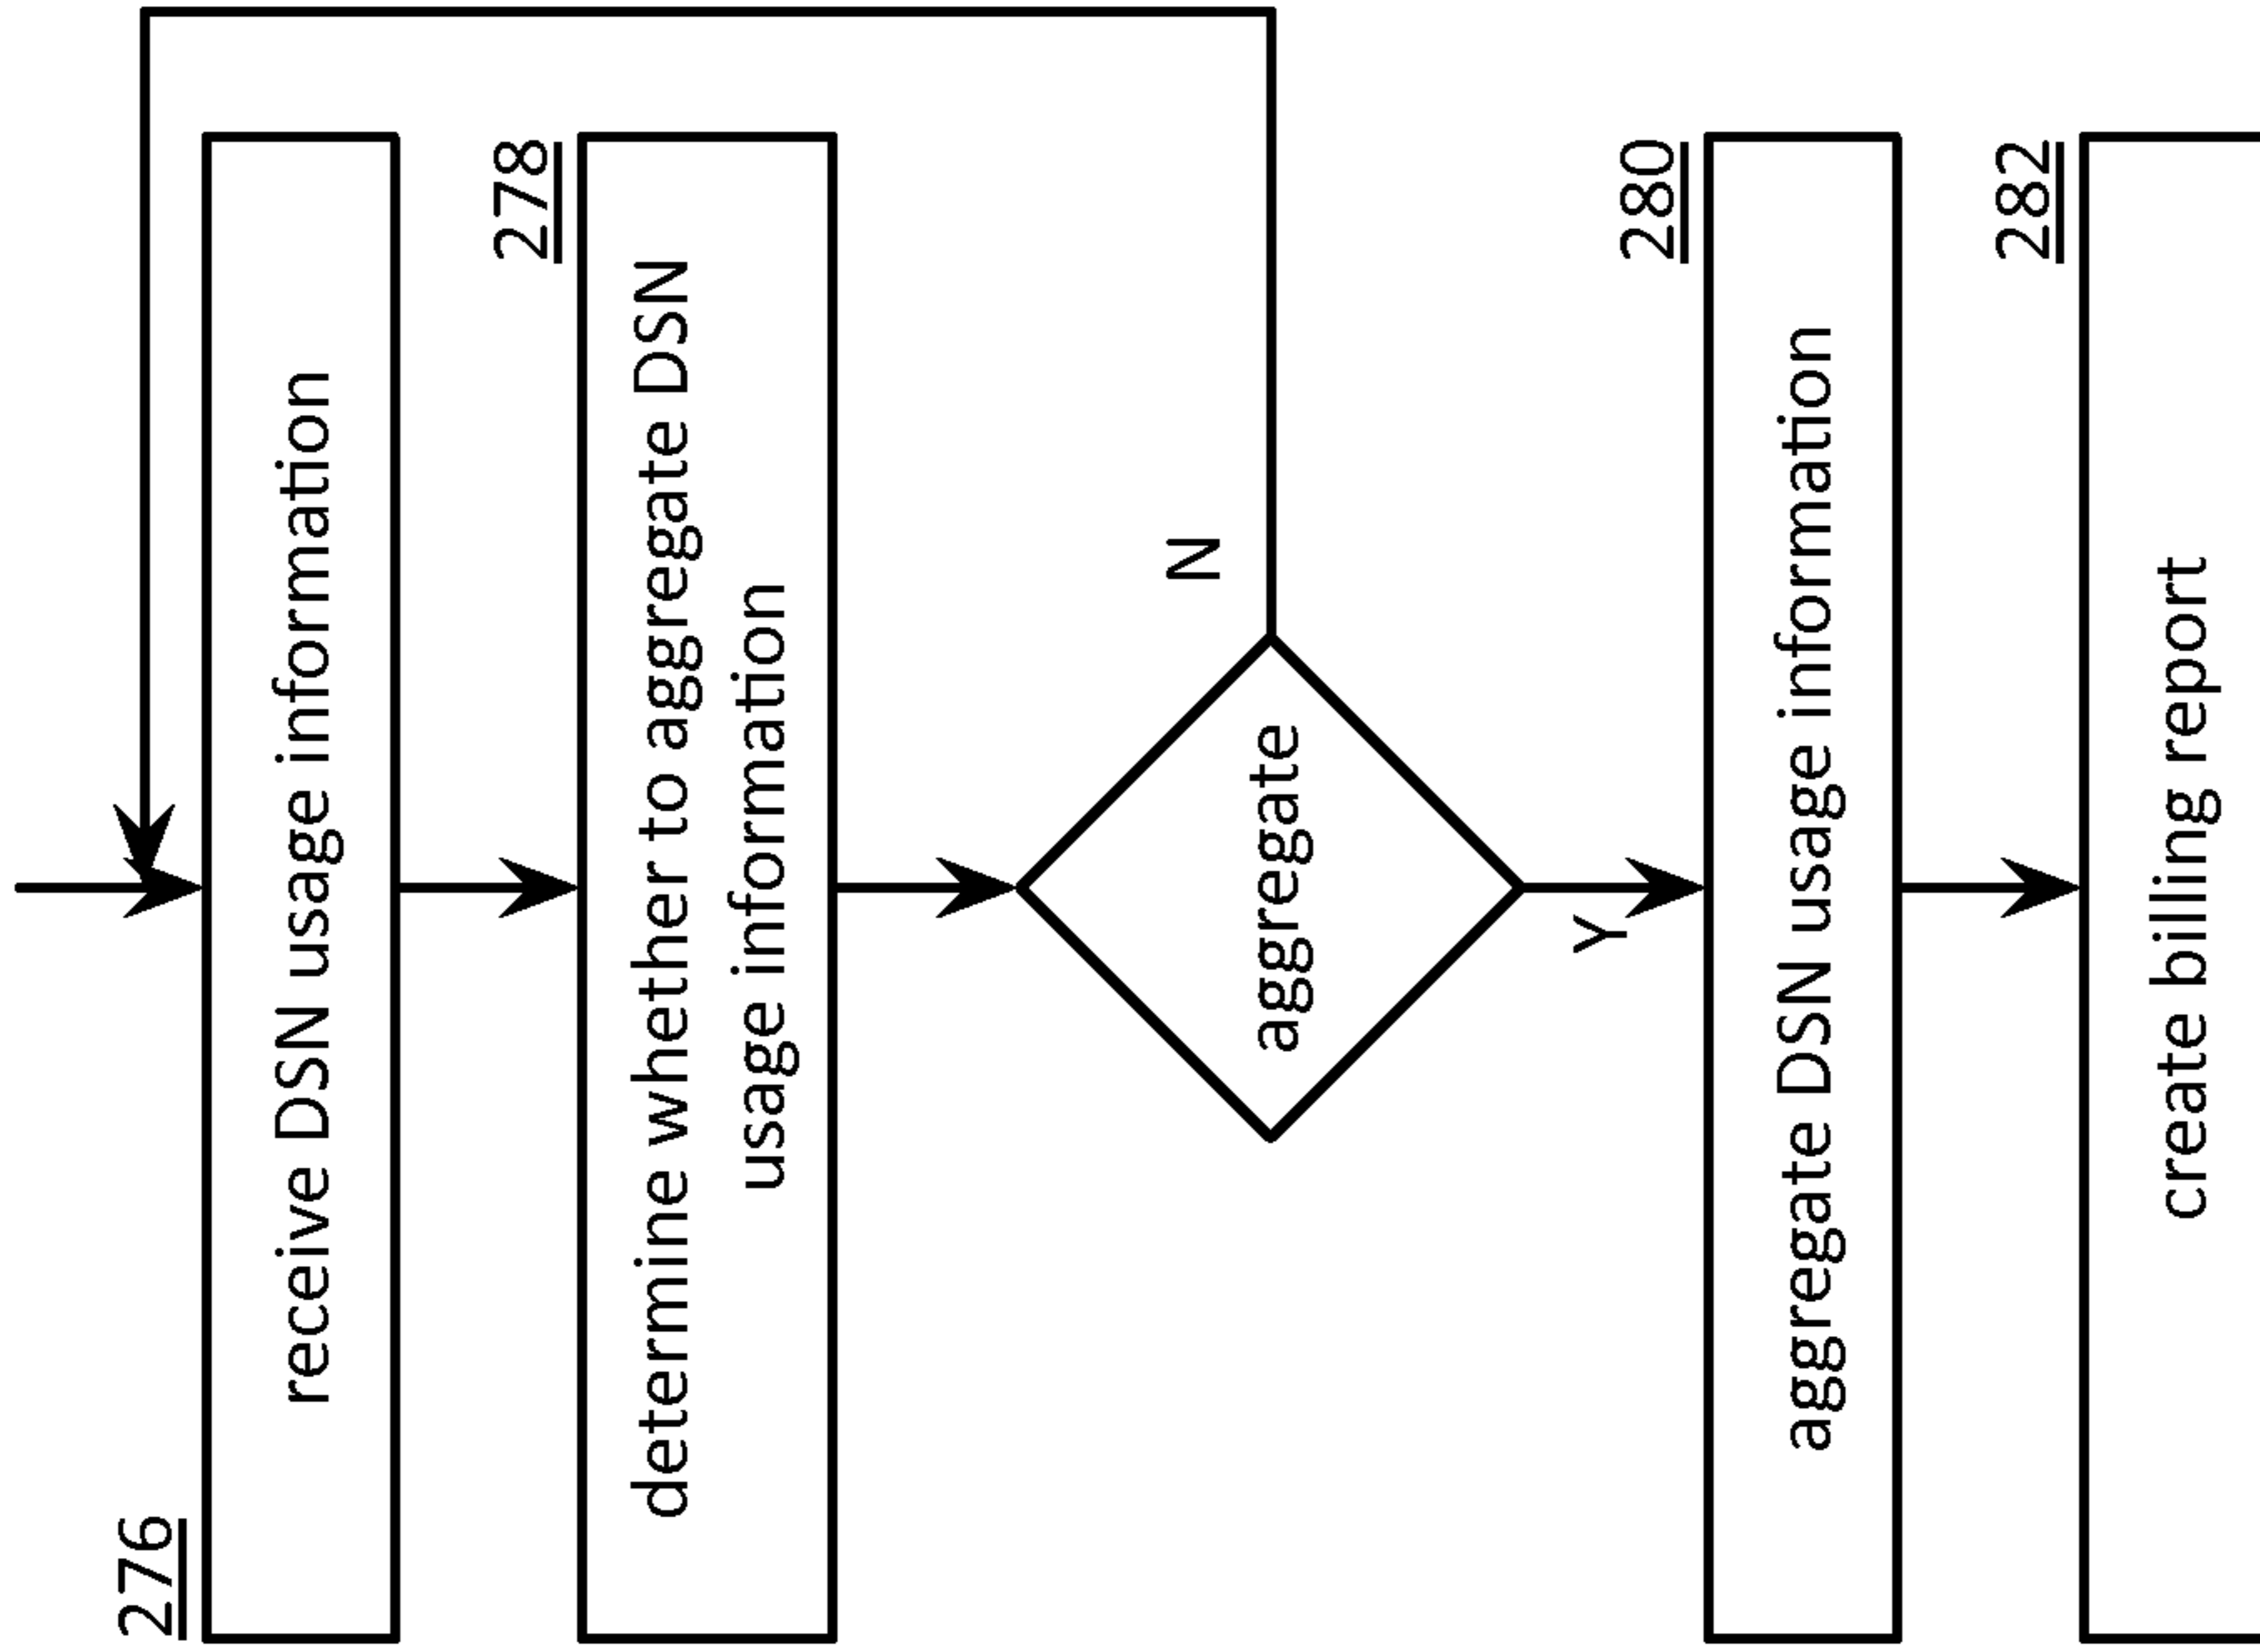 276
receive DSN usage information
278
determine whether to aggregate DSN
usage information
aggregate
N
Y
280
aggregate DSN usage information
282
create billing report